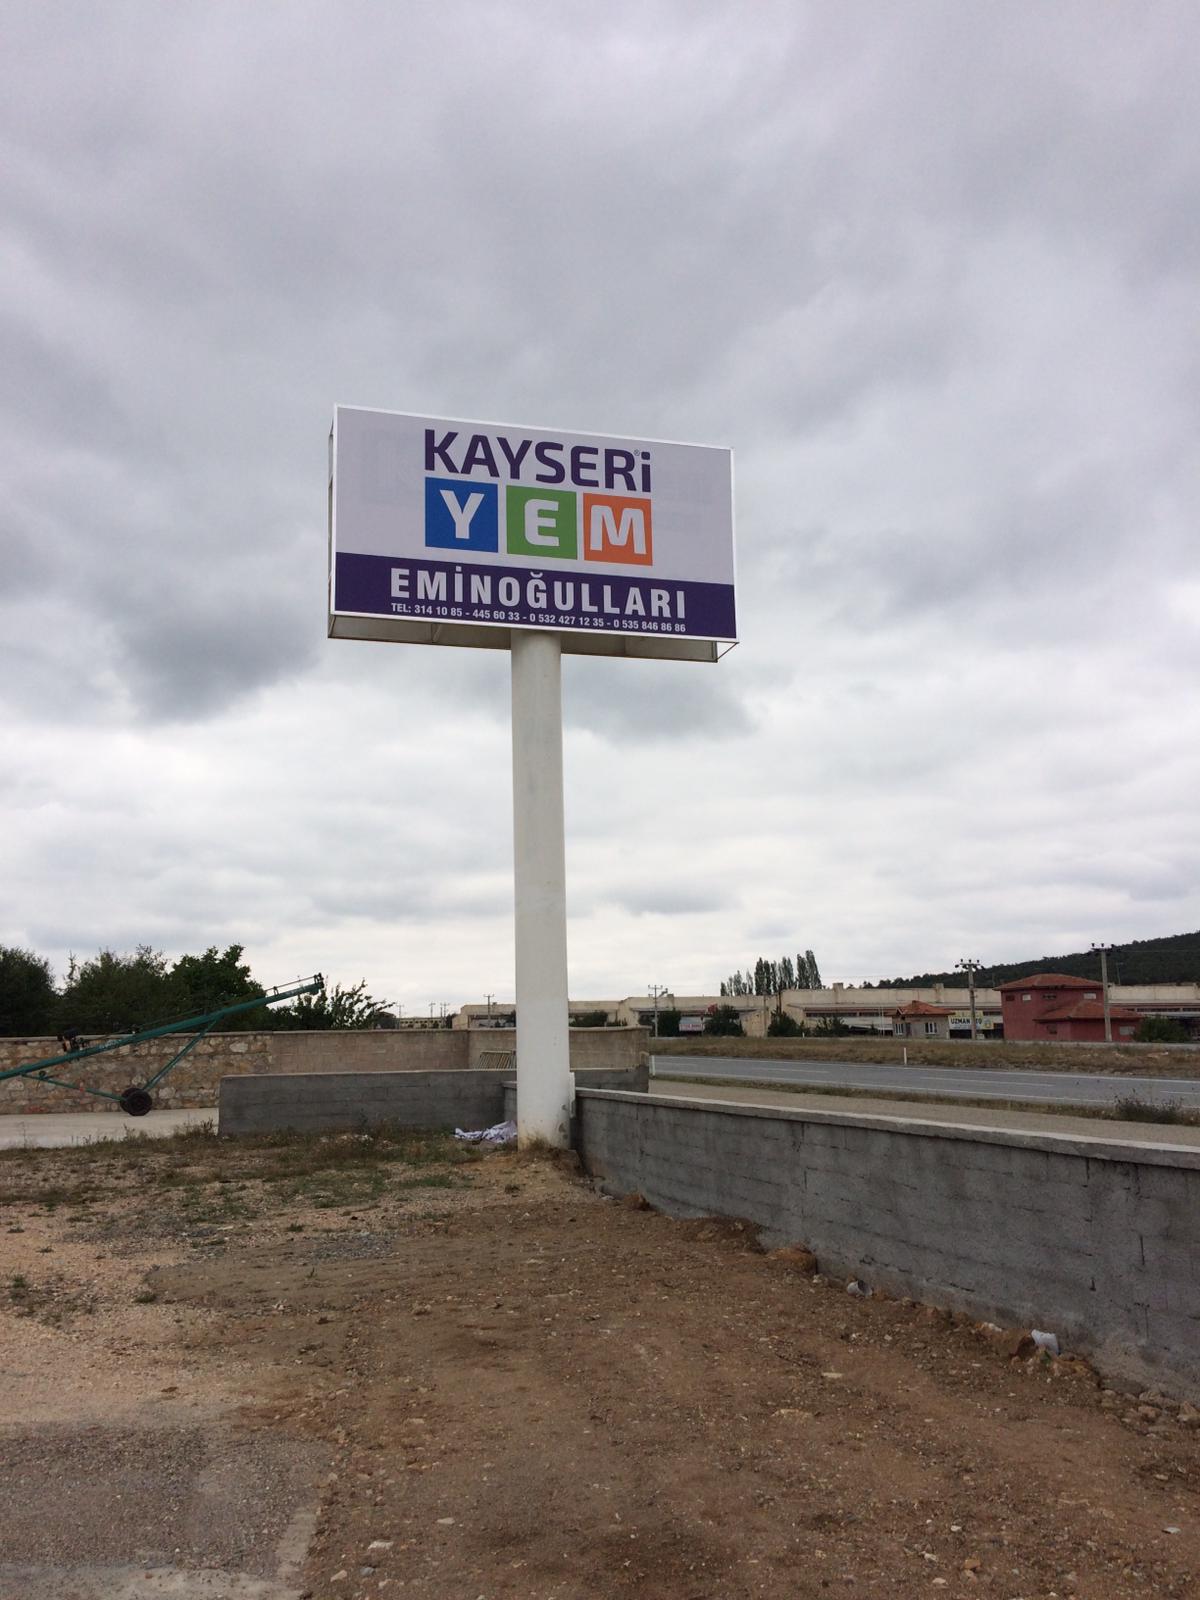 KAYSERi®
YEM
EMİNOĞULLARI
TEL: 314 10 85 - 445 60 33 - 0 532 427 12 35 - 0 535 846 86 86
UZMAN